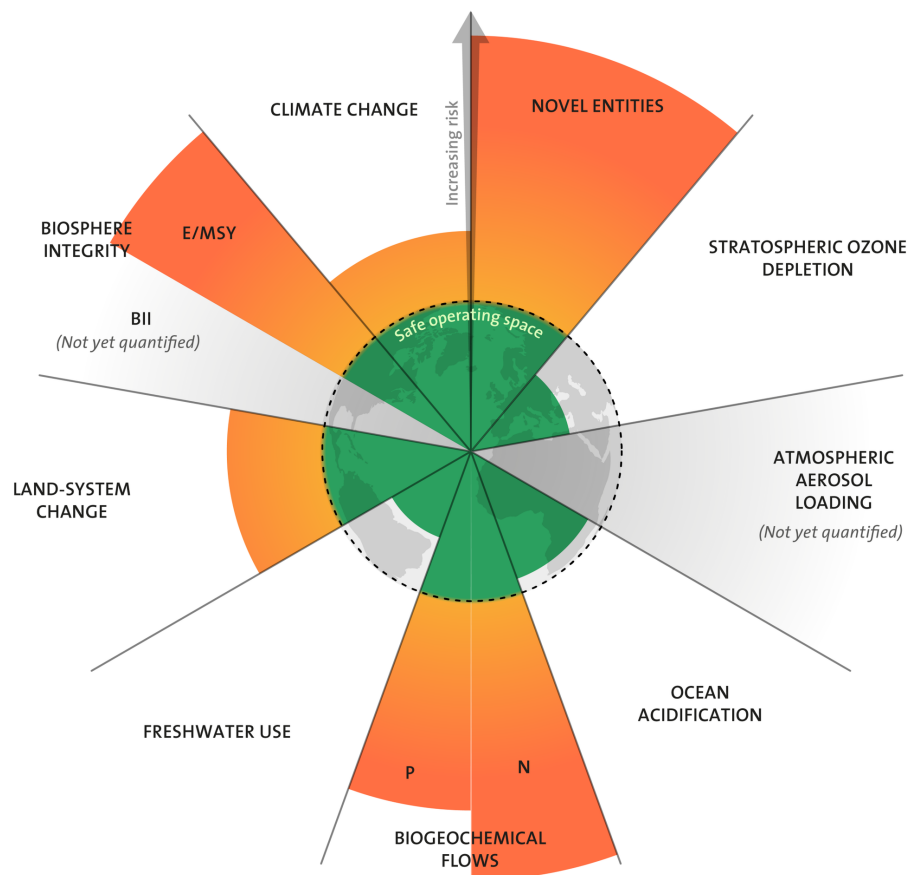 CLIMATE CHANGE
Increasing risk
NOVEL ENTITIES
STRATOSPHERIC OZONE
DEPLETION
BIOSPHERE
INTEGRITY
E/MSY
BII
(Not yet quantified)
Safe operating space
ATMOSPHERIC
AEROSOL
LOADING
(Not yet quantified)
LAND-SYSTEM
CHANGE
OCEAN
ACIDIFICATION
FRESHWATER USE
P
N
BIOGEOCHEMICAL
FLOWS